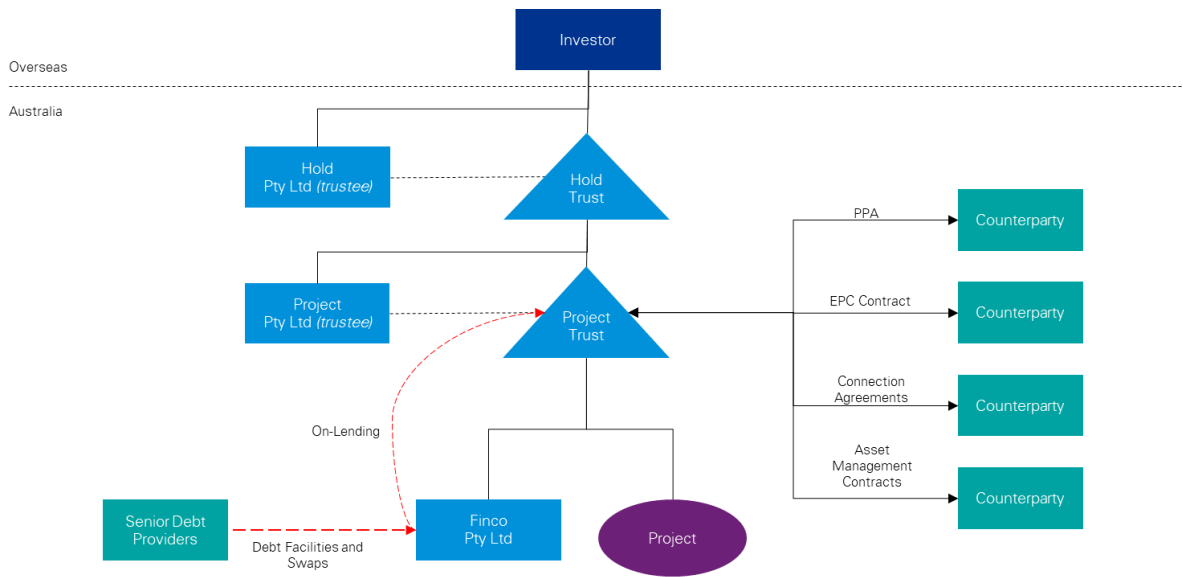 Investor
Overseas
Australia
Hold
Pty Ltd (trustee)
Hold
Trust
PPA
Counterparty
Project
Pty Ltd (trustee)
Project
Trust
EPC Contract
Counterparty
Connection
Agreements
Counterparty
On-Lending
Asset
Management
Contracts
Counterparty
Senior Debt
Providers
Debt Facilities and
Swaps
Finco
Pty Ltd
Project